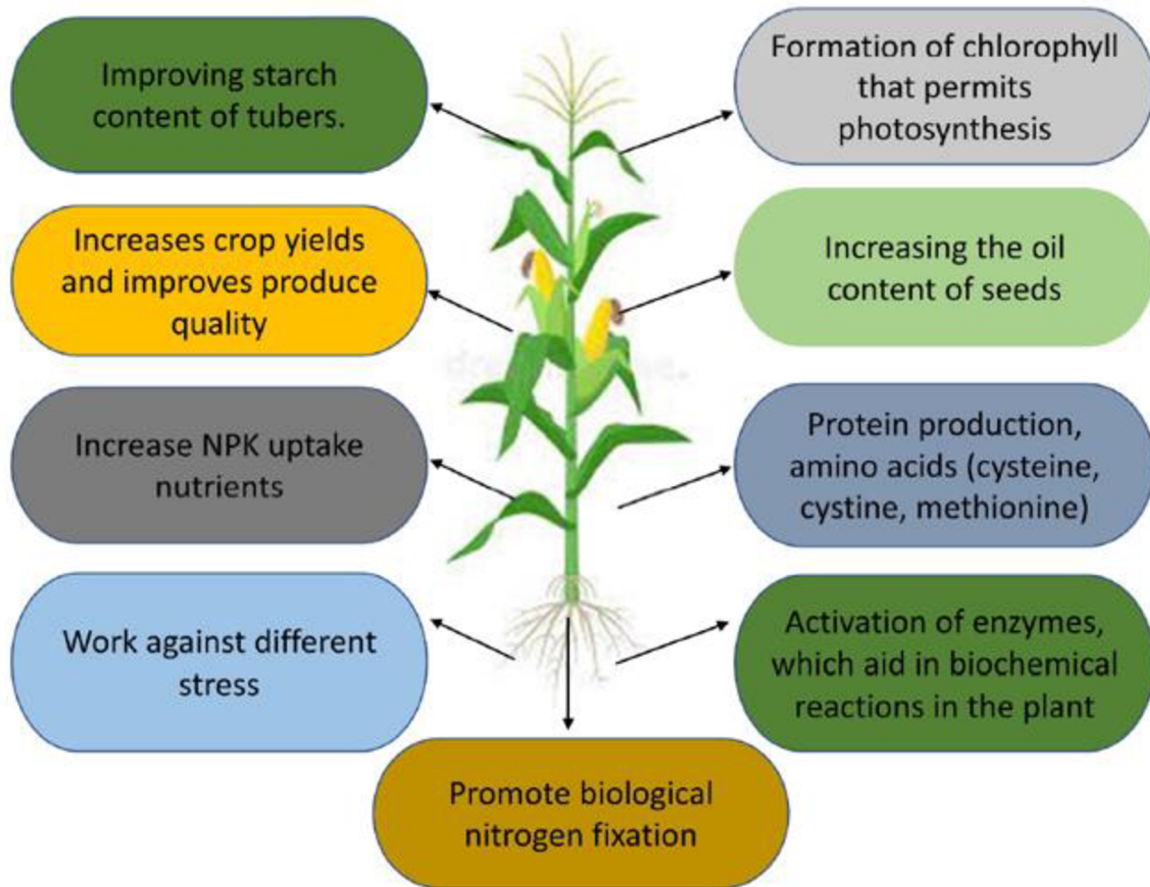 Improving starch
content of tubers.
Formation of chlorophyll
that permits
photosynthesis
Increases crop yields
and improves produce
quality
Increasing the oil
content of seeds
Increase NPK uptake
nutrients
Protein production,
amino acids (cysteine,
cystine, methionine)
Work against different
stress
Activation of enzymes,
which aid in biochemical
reactions in the plant
Promote biological
nitrogen fixation